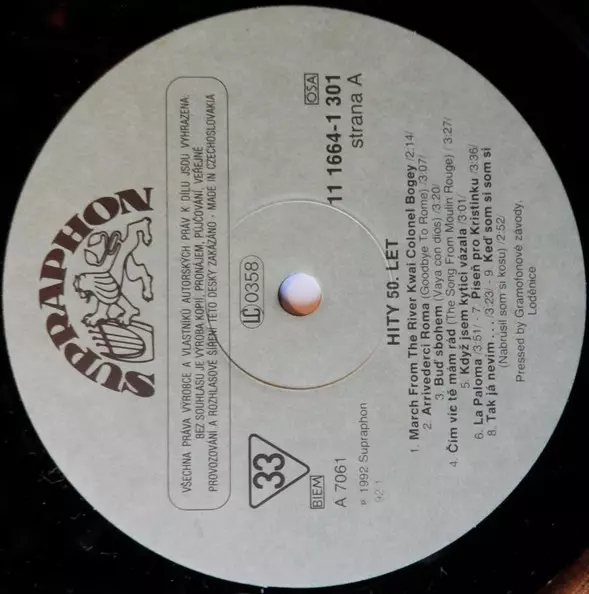 SUPRAPHON
VŠECHNA PRÁVA VÝROBCE A VLASTNÍKŮ AUTORSKÝCH PRÁV K DÍLU JSOU VYHRAZENA.
BEZ SOUHLASU JE VÝROBA KOPIÍ, PRONÁJEM, PŮJČOVÁNÍ, VEŘEJNÉ
PROVOZOVÁNÍ A ROZHLASOVÉ ŠÍŘENÍ TÉTO DESKY ZAKÁZÁNO - MADE IN CZECHOSLOVAKIA
33
LC 0358
OSA
BIEM
11 1664-1 301
A 7061
strana A
℗ 1992 Supraphon
92 1
HITY 50. LET
1. March From The River Kwai Colonel Bogey /2:14/
2. Arrivederci Roma (Goodbye To Rome) /3:07/
3. Buď sbohem (Vaya con dios) /3:20/
4. Čím víc tě mám rád (The Song From Moulin Rouge) /3:27/
5. Když jsem kytici vázala /3:01/
6. La Paloma /3:51/ · 7. Píseň pro Kristinku /3:36/
8. Tak já nevím . . . /3:23/ · 9. Keď som si som si
(Nabrusil som si kosu) /2:52/
Pressed by Gramofonové závody,
Loděnice